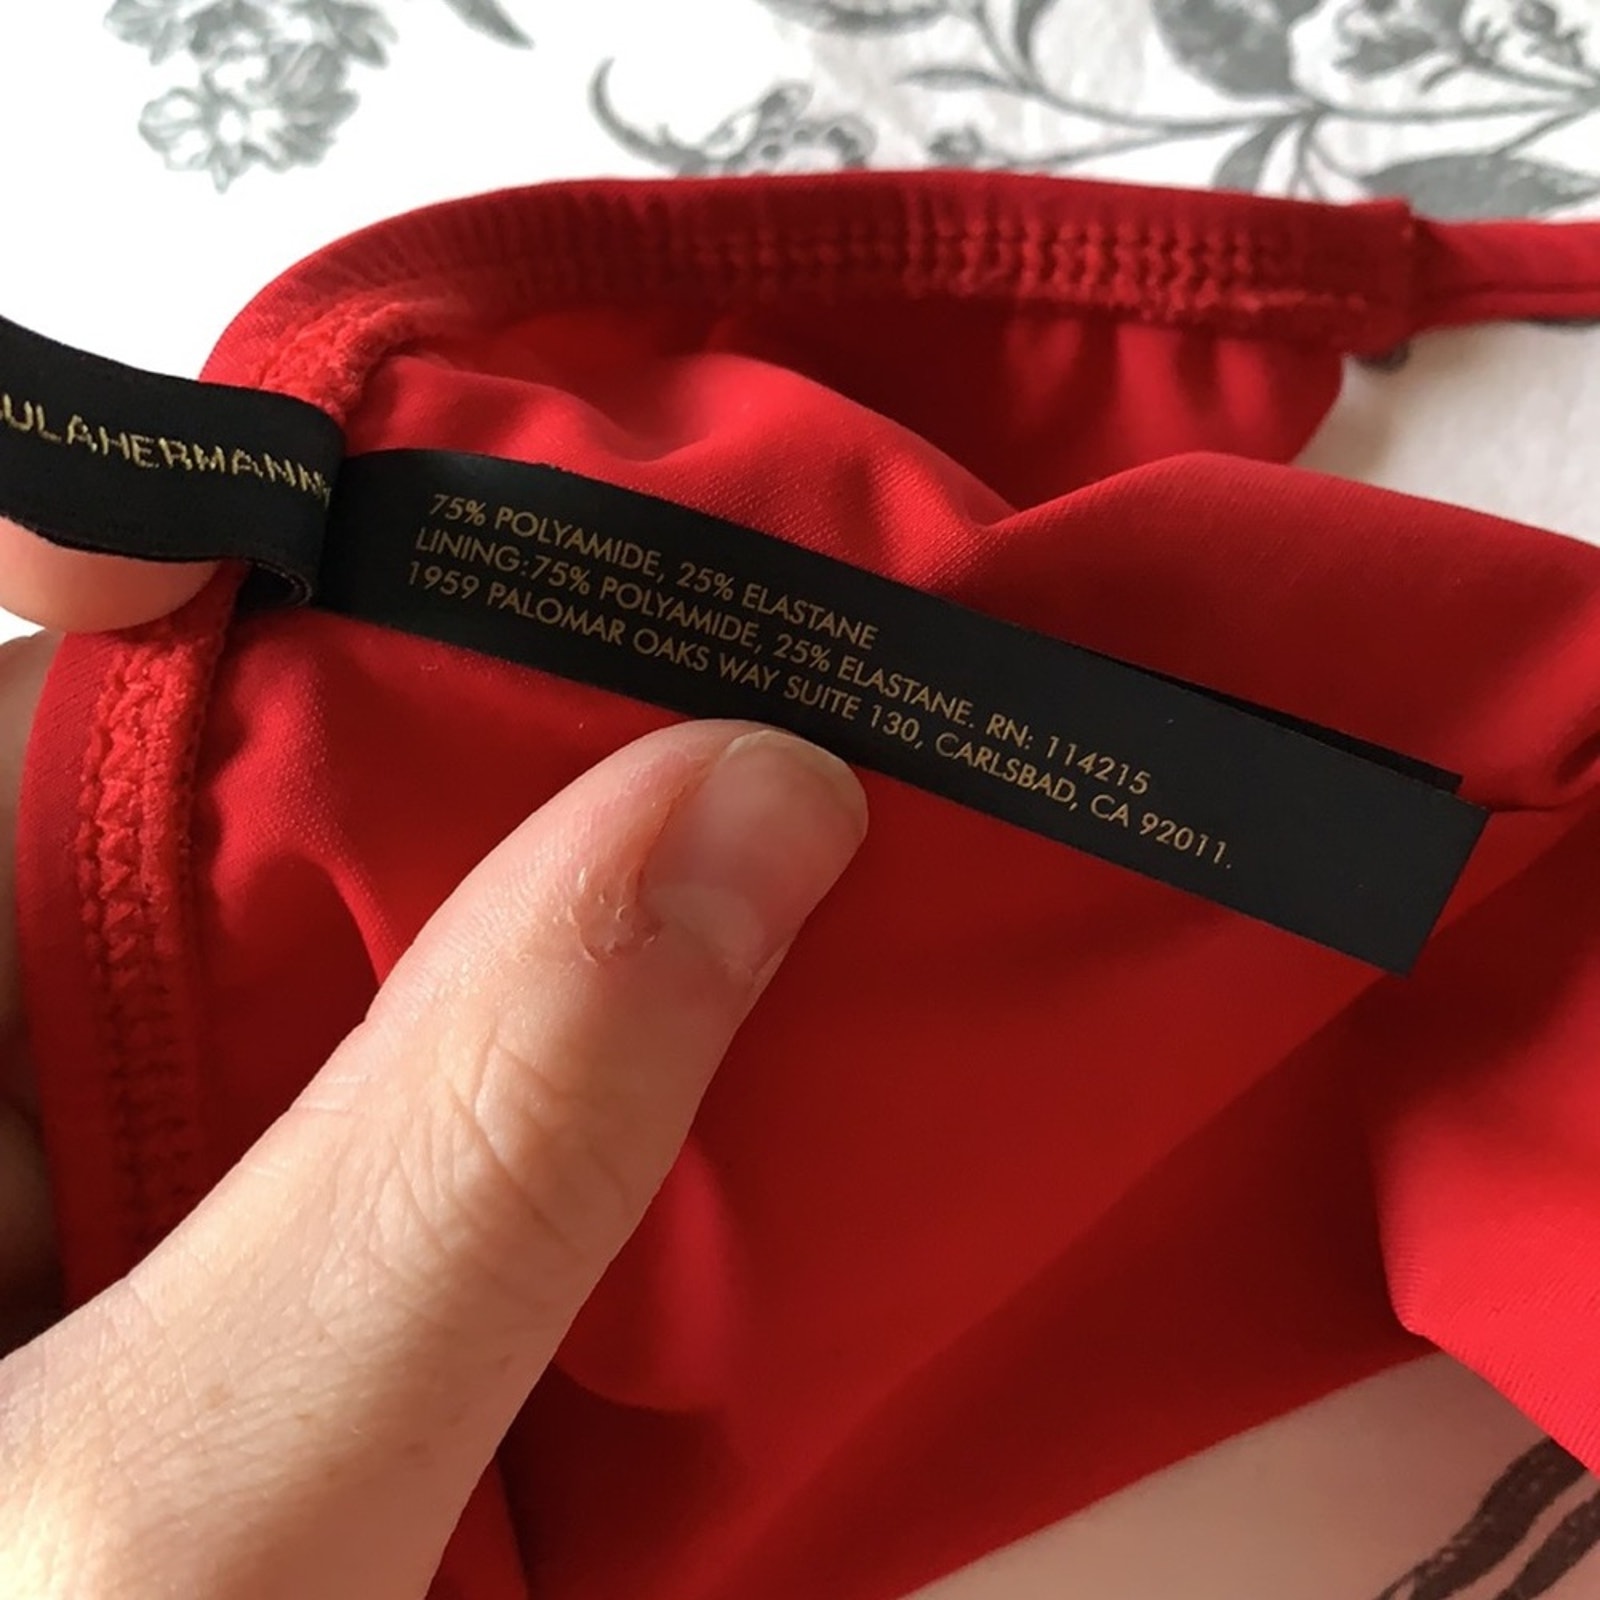 ULAHERMANNY
75% POLYAMIDE, 25% ELASTANE
LINING:75% POLYAMIDE, 25% ELASTANE. RN: 114215
1959 PALOMAR OAKS WAY SUITE 130, CARLSBAD, CA 92011.